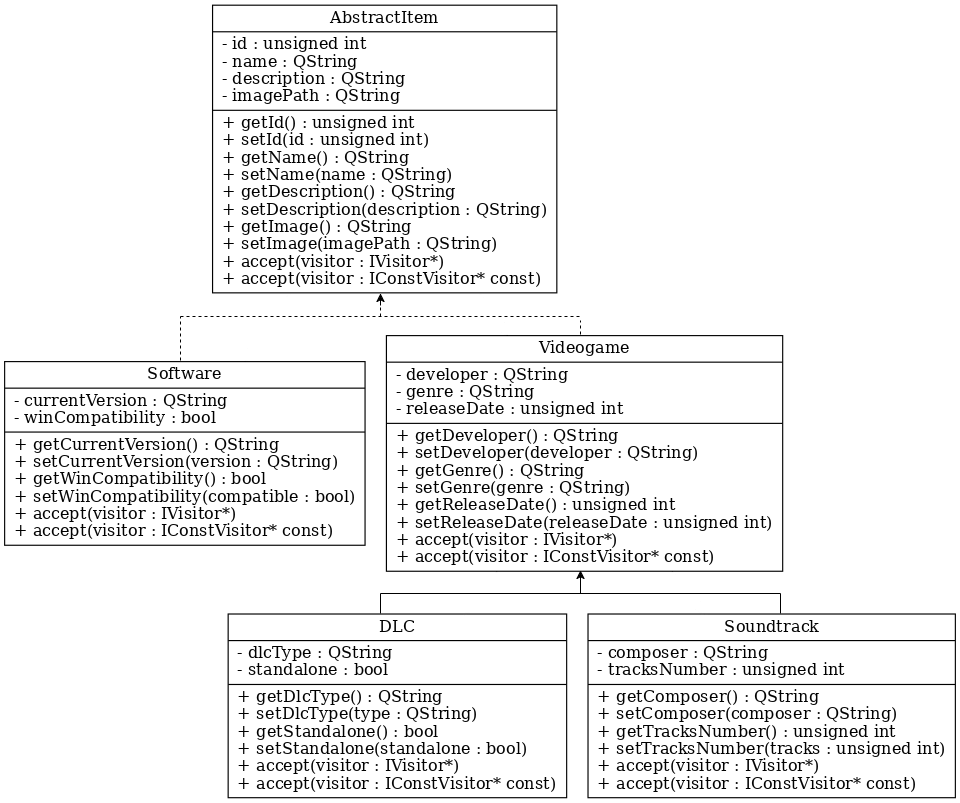 AbstractItem
- id : unsigned int
- name : QString
- description : QString
- imagePath : QString
+ getId() : unsigned int
+ setId(id : unsigned int)
+ getName() : QString
+ setName(name : QString)
+ getDescription() : QString
+ setDescription(description : QString)
+ getImage() : QString
+ setImage(imagePath : QString)
+ accept(visitor : IVisitor*)
+ accept(visitor : IConstVisitor* const)
Software
- currentVersion : QString
- winCompatibility : bool
+ getCurrentVersion() : QString
+ setCurrentVersion(version : QString)
+ getWinCompatibility() : bool
+ setWinCompatibility(compatible : bool)
+ accept(visitor : IVisitor*)
+ accept(visitor : IConstVisitor* const)
Videogame
- developer : QString
- genre : QString
- releaseDate : unsigned int
+ getDeveloper() : QString
+ setDeveloper(developer : QString)
+ getGenre() : QString
+ setGenre(genre : QString)
+ getReleaseDate() : unsigned int
+ setReleaseDate(releaseDate : unsigned int)
+ accept(visitor : IVisitor*)
+ accept(visitor : IConstVisitor* const)
DLC
- dlcType : QString
- standalone : bool
+ getDlcType() : QString
+ setDlcType(type : QString)
+ getStandalone() : bool
+ setStandalone(standalone : bool)
+ accept(visitor : IVisitor*)
+ accept(visitor : IConstVisitor* const)
Soundtrack
- composer : QString
- tracksNumber : unsigned int
+ getComposer() : QString
+ setComposer(composer : QString)
+ getTracksNumber() : unsigned int
+ setTracksNumber(tracks : unsigned int)
+ accept(visitor : IVisitor*)
+ accept(visitor : IConstVisitor* const)